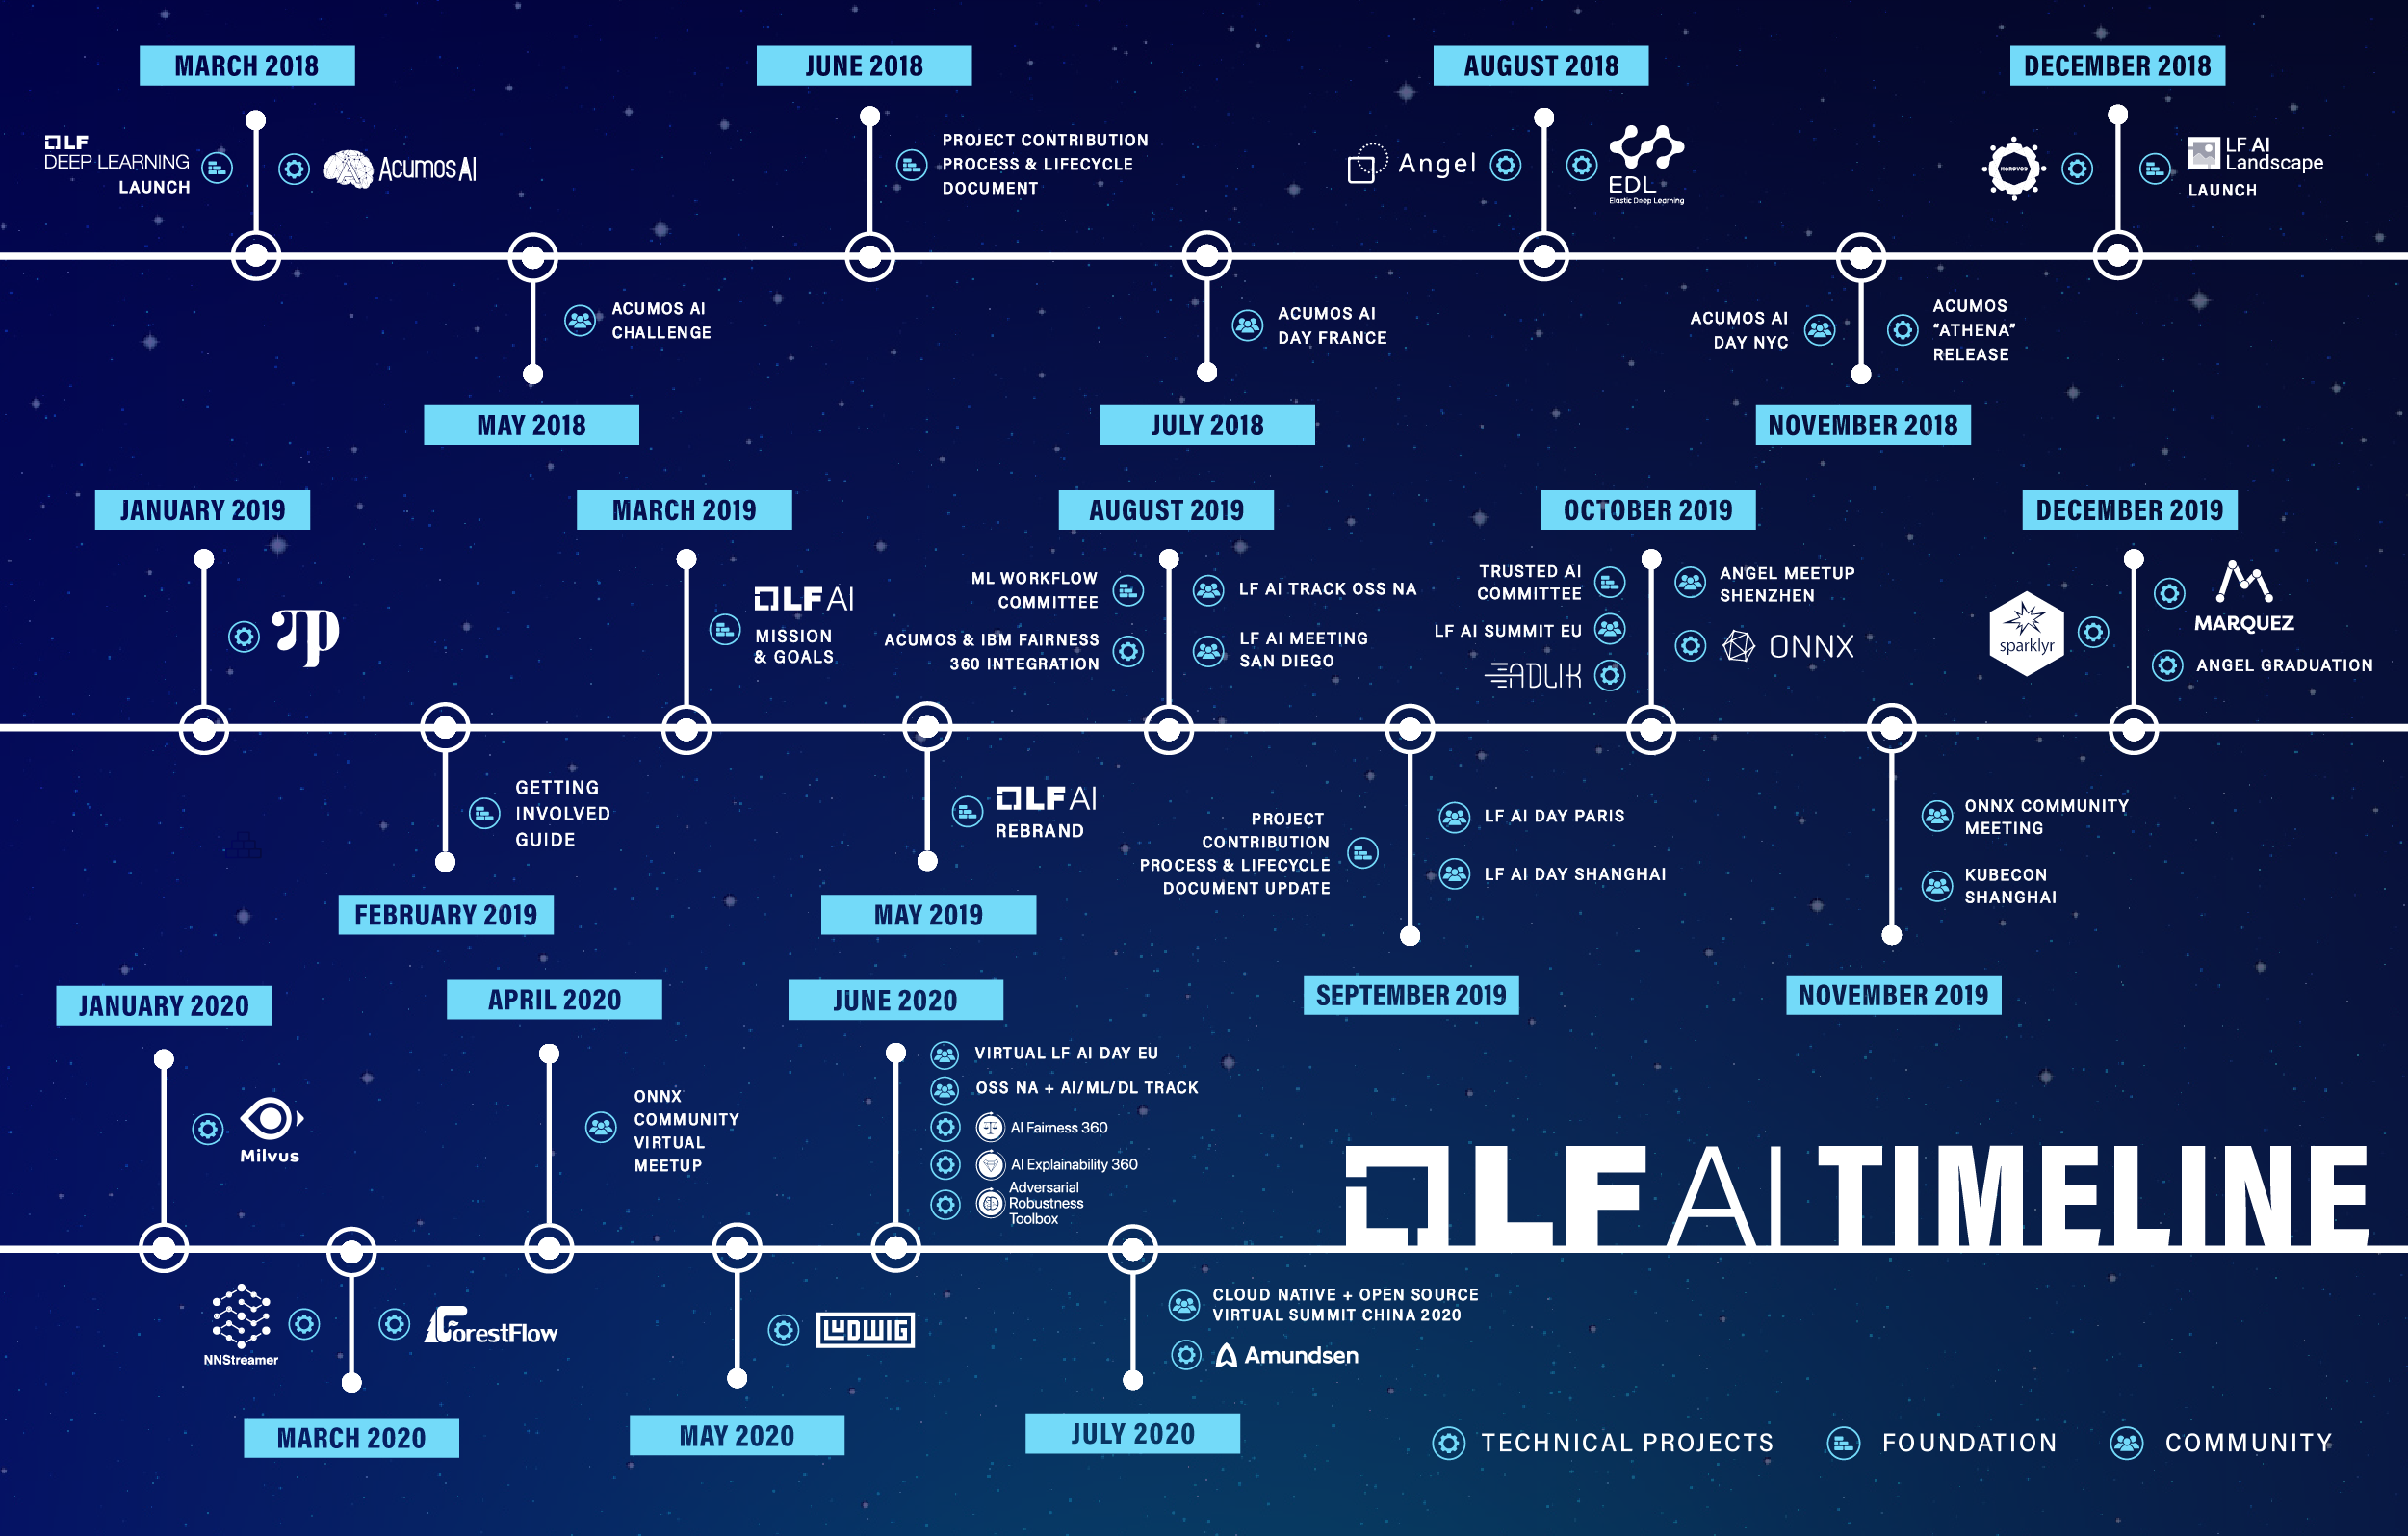 MARCH 2018
LF
DEEP LEARNING
LAUNCH
Acumos AI
JUNE 2018
PROJECT CONTRIBUTION
PROCESS & LIFECYCLE
DOCUMENT
AUGUST 2018
Angel
EDL
Elastic Deep Learning
DECEMBER 2018
HOROVOD
LF AI
Landscape
LAUNCH
ACUMOS AI
CHALLENGE
MAY 2018
ACUMOS AI
DAY FRANCE
JULY 2018
ACUMOS AI
DAY NYC
ACUMOS
“ATHENA”
RELEASE
NOVEMBER 2018
JANUARY 2019
MARCH 2019
LF AI
MISSION
& GOALS
AUGUST 2019
ML WORKFLOW
COMMITTEE
ACUMOS & IBM FAIRNESS
360 INTEGRATION
LF AI TRACK OSS NA
LF AI MEETING
SAN DIEGO
OCTOBER 2019
TRUSTED AI
COMMITTEE
LF AI SUMMIT EU
ADLIK
ANGEL MEETUP
SHENZHEN
ONNX
DECEMBER 2019
sparklyr
MARQUEZ
ANGEL GRADUATION
GETTING
INVOLVED
GUIDE
FEBRUARY 2019
LF AI
REBRAND
MAY 2019
PROJECT
CONTRIBUTION
PROCESS & LIFECYCLE
DOCUMENT UPDATE
LF AI DAY PARIS
LF AI DAY SHANGHAI
SEPTEMBER 2019
ONNX COMMUNITY
MEETING
KUBECON
SHANGHAI
NOVEMBER 2019
JANUARY 2020
Milvus
APRIL 2020
ONNX
COMMUNITY
VIRTUAL
MEETUP
JUNE 2020
VIRTUAL LF AI DAY EU
OSS NA + AI/ML/DL TRACK
AI Fairness 360
AI Explainability 360
Adversarial
Robustness
Toolbox
LF AI TIMELINE
NNStreamer
ForestFlow
MARCH 2020
LUDWIG
MAY 2020
CLOUD NATIVE + OPEN SOURCE
VIRTUAL SUMMIT CHINA 2020
Amundsen
JULY 2020
TECHNICAL PROJECTS
FOUNDATION
COMMUNITY